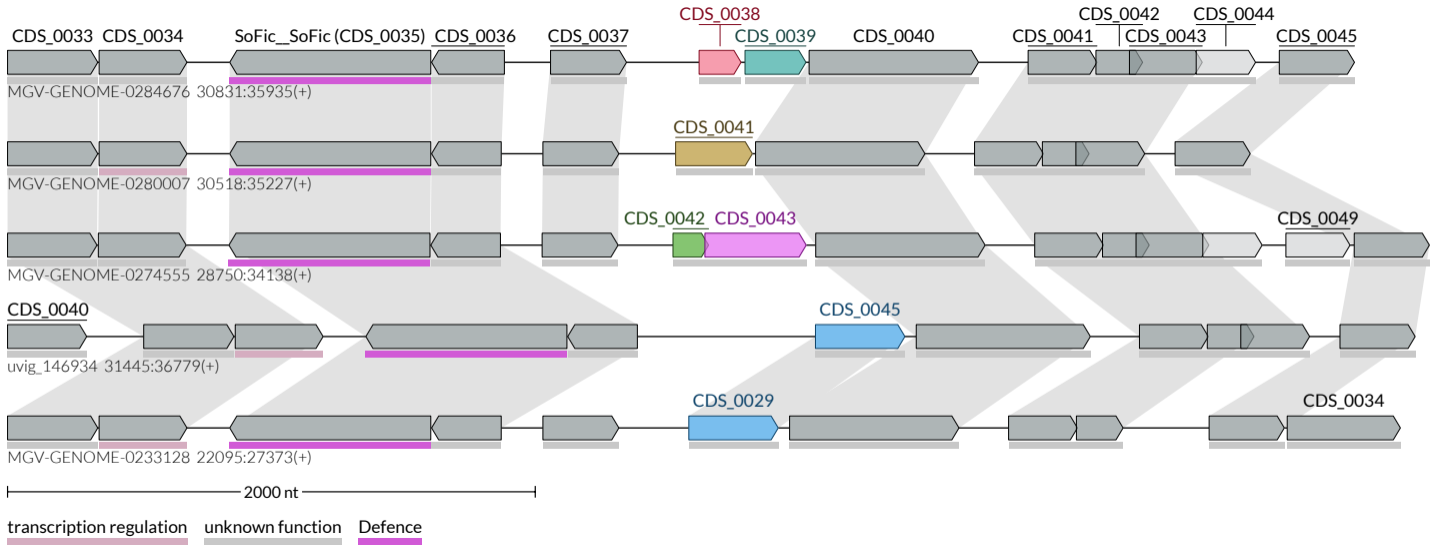 CDS_0038 CDS_0042 CDS_0044
CDS_0033 CDS_0034 SoFic__SoFic (CDS_0035) CDS_0036 CDS_0037 CDS_0039 CDS_0040 CDS_0041 CDS_0043 CDS_0045
MGV-GENOME-0284676 30831:35935(+)
CDS_0041
MGV-GENOME-0280007 30518:35227(+)
CDS_0042 CDS_0043 CDS_0049
MGV-GENOME-0274555 28750:34138(+)
CDS_0040 CDS_0045
uvig_146934 31445:36779(+)
CDS_0029 CDS_0034
MGV-GENOME-0233128 22095:27373(+)
2000 nt
transcription regulation unknown function Defence